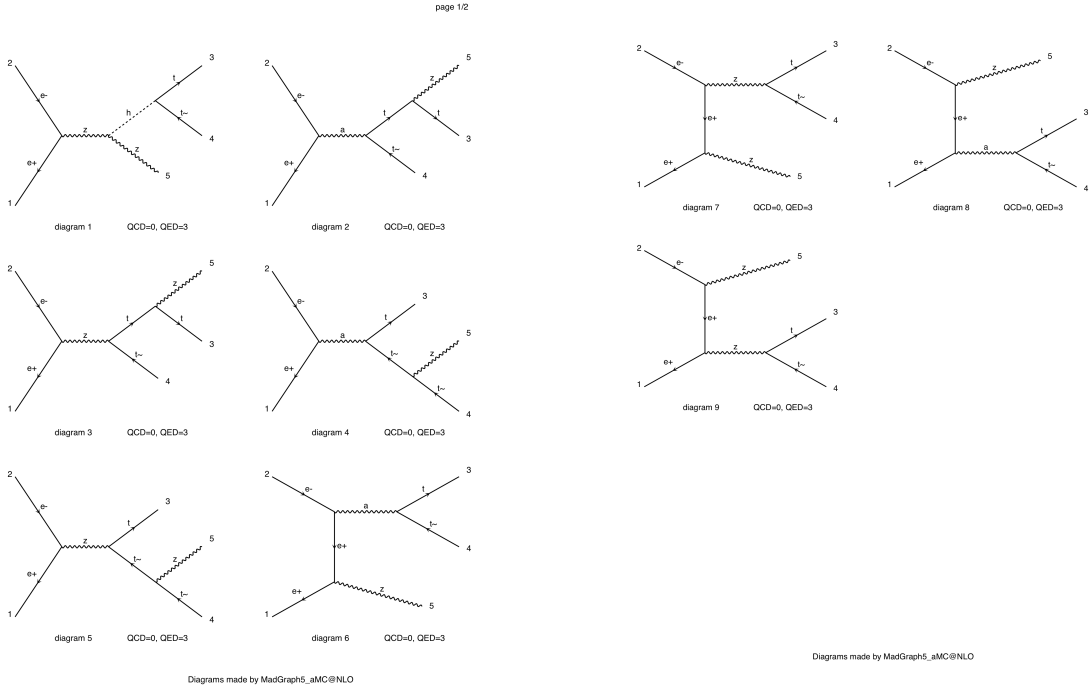 page 1/2
2
e-
e+
1
z
h
t
3
t~
4
z
5
diagram 1 QCD=0, QED=3
2
e-
e+
1
a
t
z
5
t
3
t~
4
diagram 2 QCD=0, QED=3
2
e-
e+
1
z
t
z
5
t
3
t~
4
diagram 3 QCD=0, QED=3
2
e-
e+
1
a
t
3
t~
z
5
t~
4
diagram 4 QCD=0, QED=3
2
e-
e+
1
z
t
3
t~
z
5
t~
4
diagram 5 QCD=0, QED=3
2
e-
a
t
3
t~
4
e+
e+
1
z
5
diagram 6 QCD=0, QED=3
Diagrams made by MadGraph5_aMC@NLO
2
e-
z
t
3
t~
4
e+
e+
1
z
5
diagram 7 QCD=0, QED=3
2
e-
z
5
e+
e+
1
a
t
3
t~
4
diagram 8 QCD=0, QED=3
2
e-
z
5
e+
e+
1
z
t
3
t~
4
diagram 9 QCD=0, QED=3
Diagrams made by MadGraph5_aMC@NLO